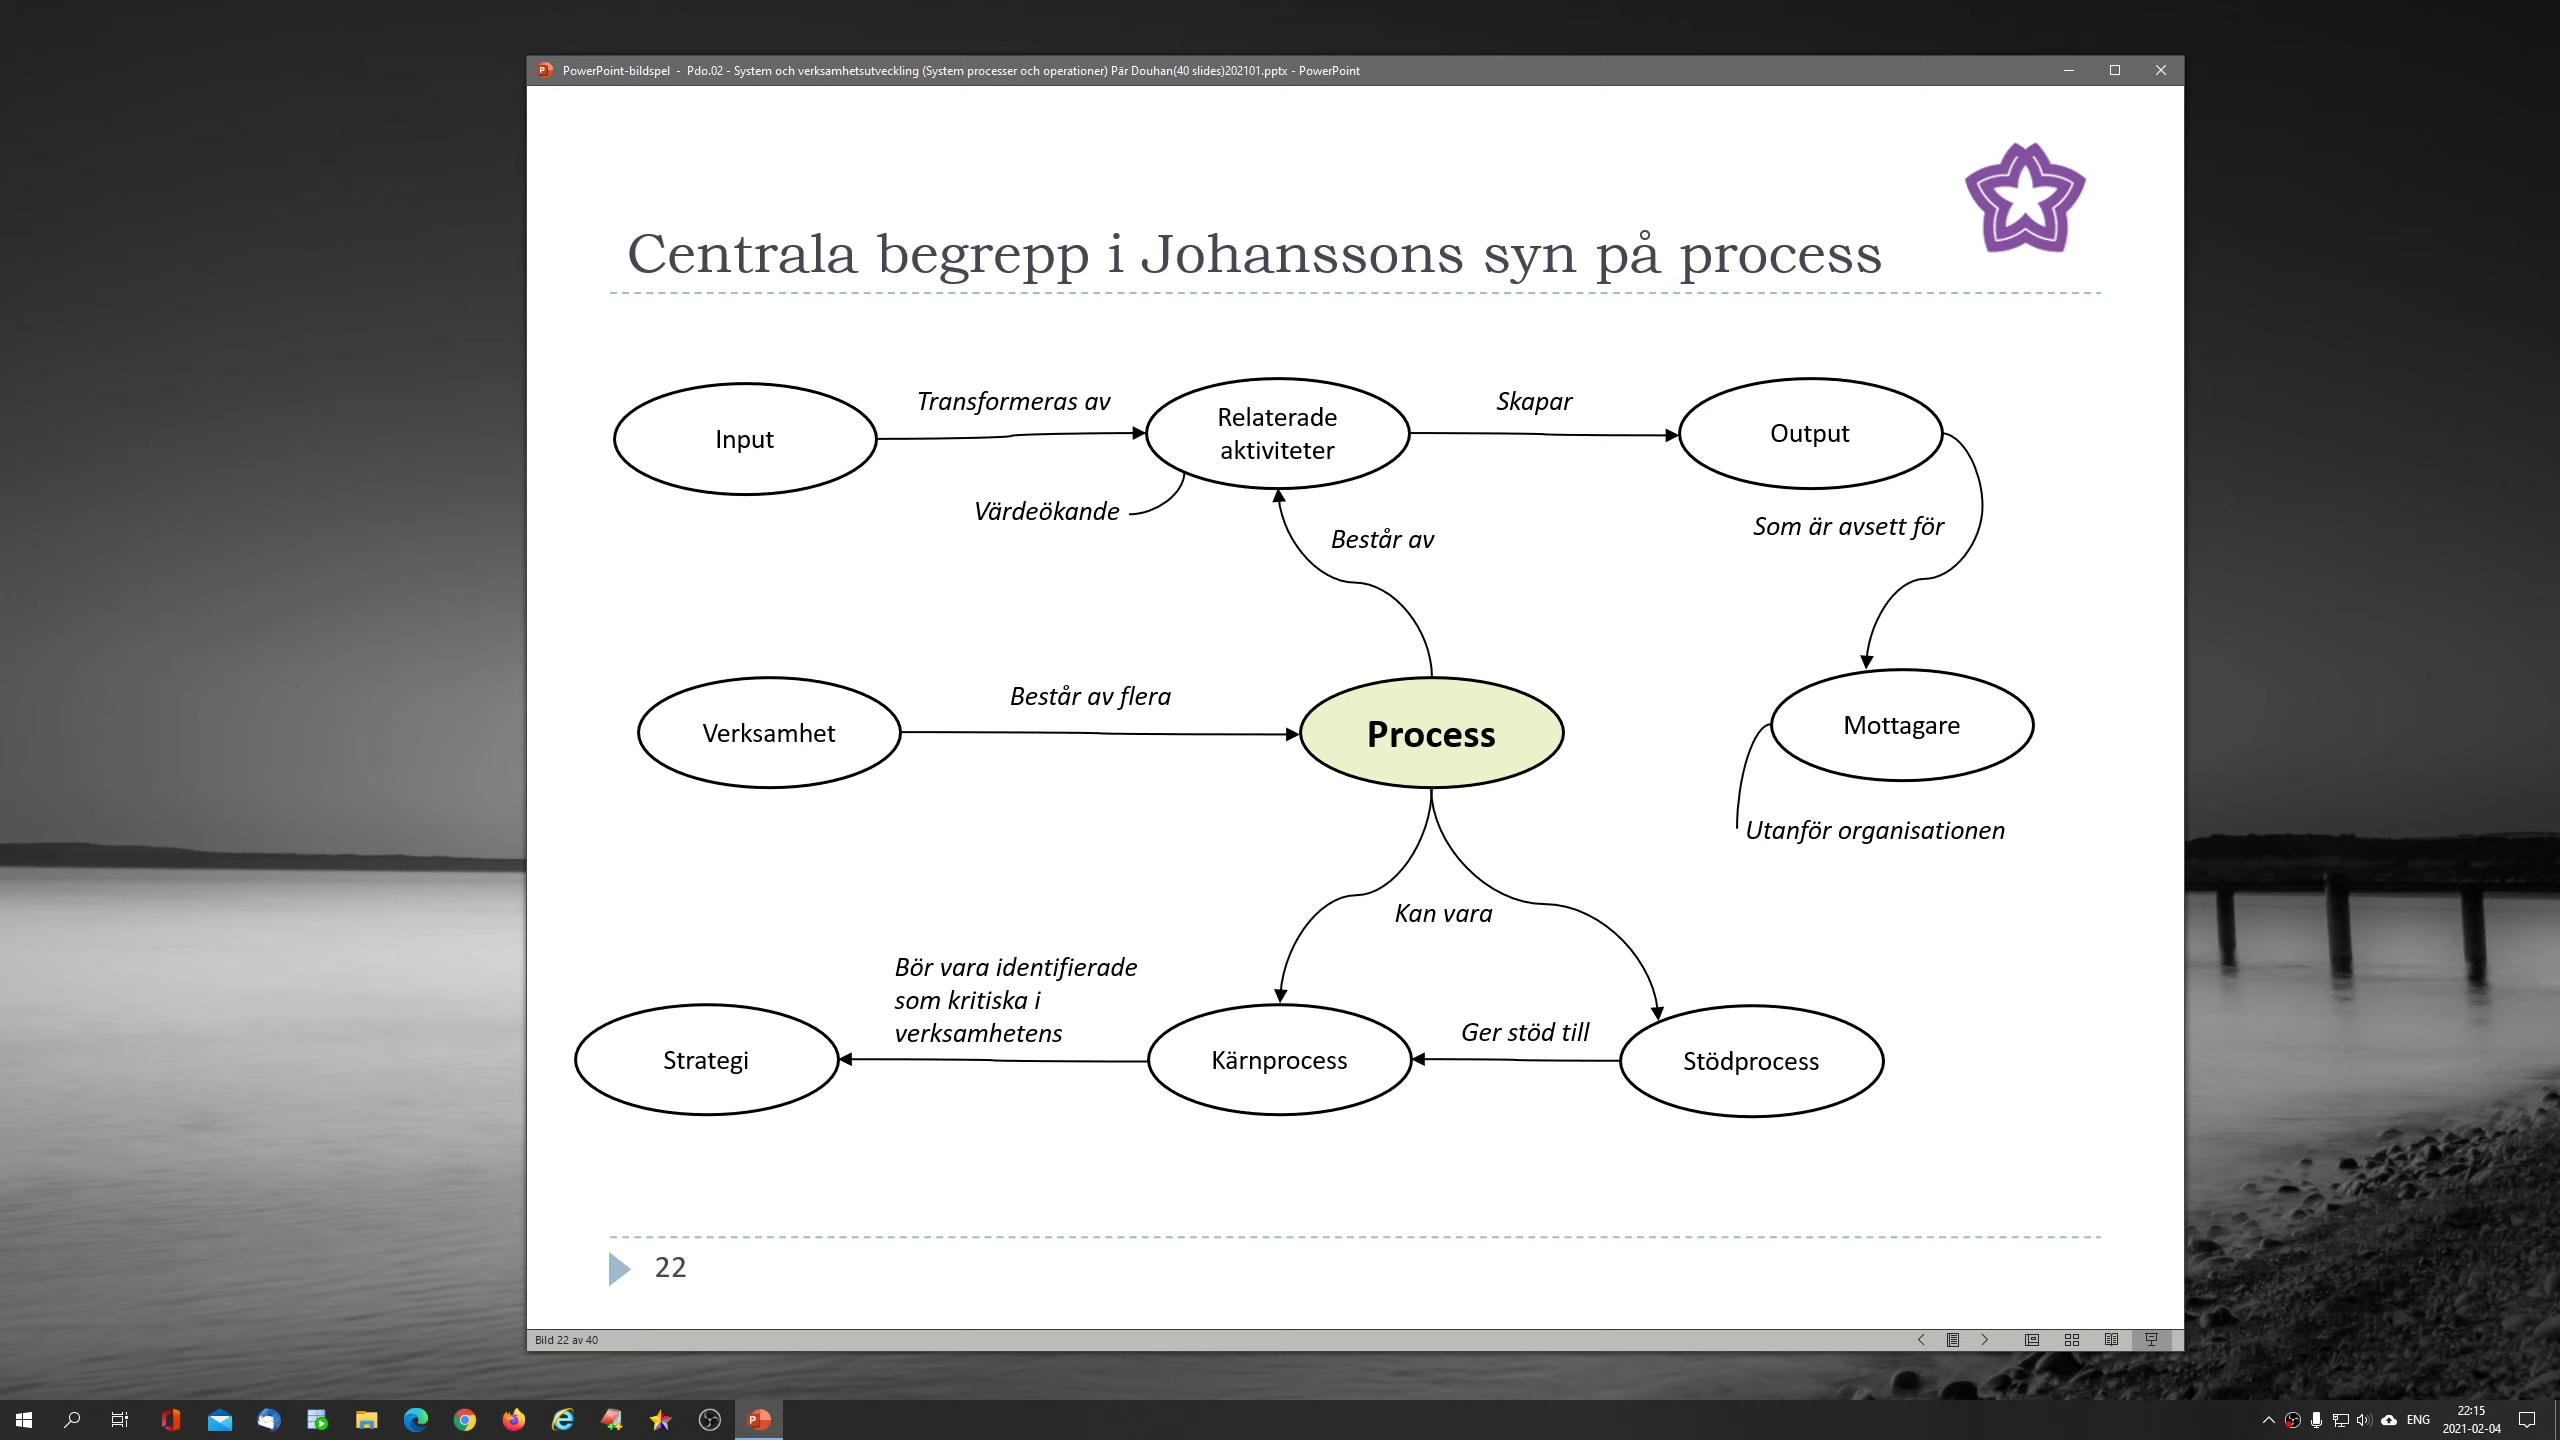 PowerPoint-bildspel - Pdo.02 - System och verksamhetsutveckling (System processer och operationer) Pär Douhan(40 slides)202101.pptx - PowerPoint
Centrala begrepp i Johanssons syn på process
Input
Transformeras av
Relaterade
aktiviteter
Skapar
Output
Värdeökande
Består av
Som är avsett för
Verksamhet
Består av flera
Process
Mottagare
Utanför organisationen
Kan vara
Bör vara identifierade
som kritiska i
verksamhetens
Strategi
Kärnprocess
Ger stöd till
Stödprocess
22
Bild 22 av 40
ENG
22:15
2021-02-04